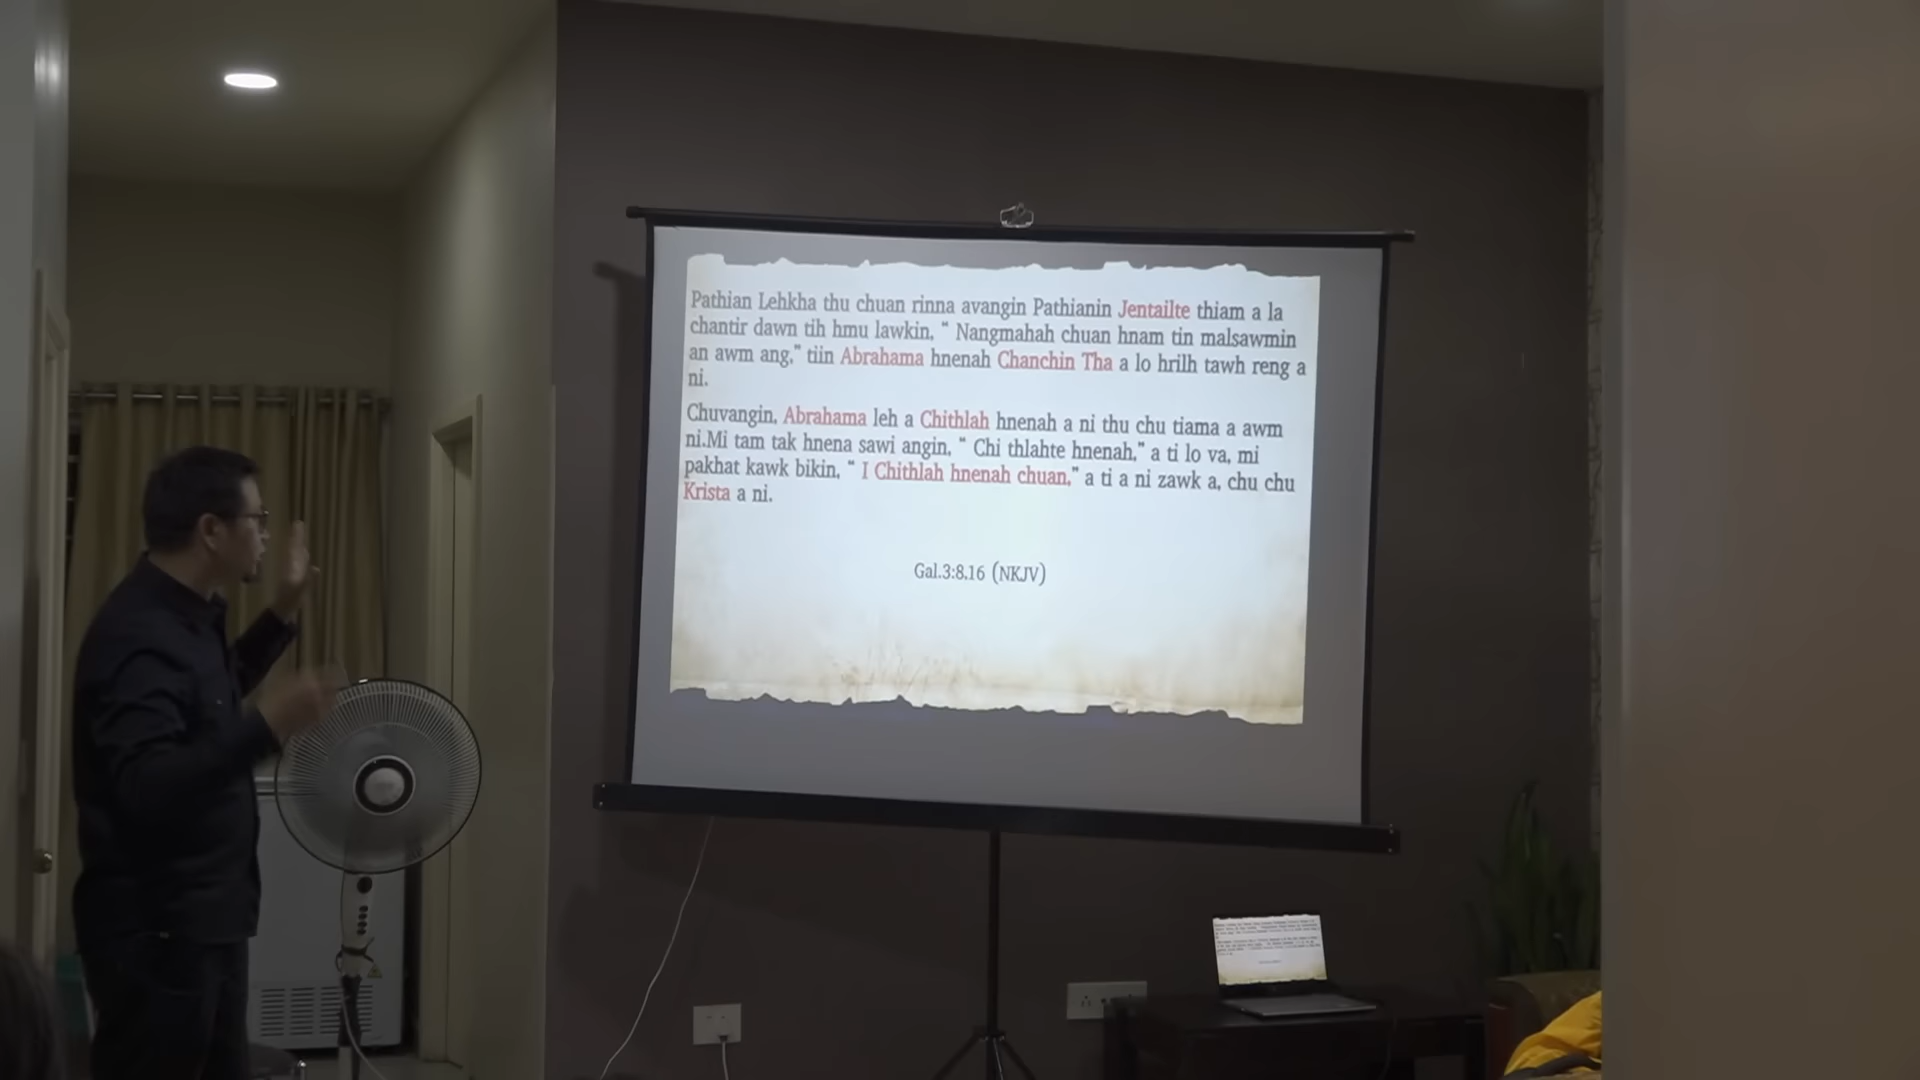 Pathian Lehkha thu chuan rinna avangin Pathianin Jentailte thiam a la
chantir dawn tih hmu lawkin, “ Nangmahah chuan hnam tin malsawmin
an awm ang,” tiin Abrahama hnenah Chanchin Tha a lo hrilh tawh reng a
ni.
Chuvangin, Abrahama leh a Chithlah hnenah a ni thu chu tiama a awm
ni.Mi tam tak hnena sawi angin, “ Chi thlahte hnenah,” a ti lo va, mi
pakhat kawk bikin, “ I Chithlah hnenah chuan,” a ti a ni zawk a, chu chu
Krista a ni.
Gal.3:8.16 (NKJV)